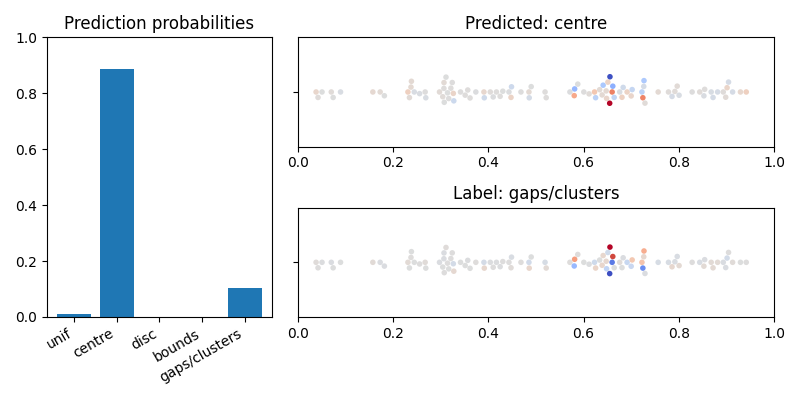 Prediction probabilities
1.0
0.8
0.6
0.4
0.2
0.0
unif
centre
disc
bounds
gaps/clusters
Predicted: centre
0.0 0.2 0.4 0.6 0.8 1.0
Label: gaps/clusters
0.0 0.2 0.4 0.6 0.8 1.0